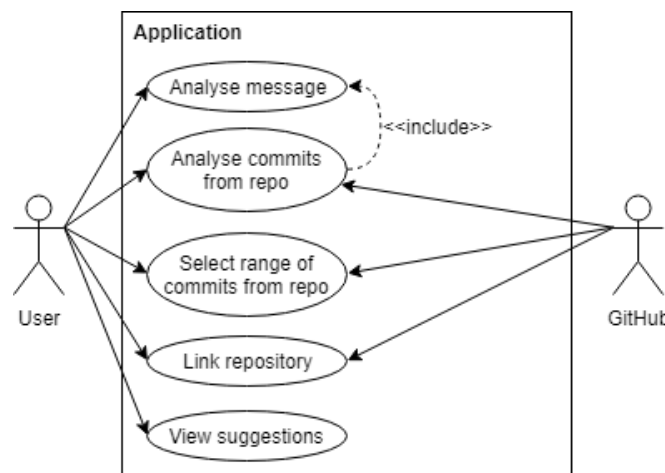 Application
Analyse message
<<include>>
Analyse commits
from repo
Select range of
commits from repo
User
GitHub
Link repository
View suggestions